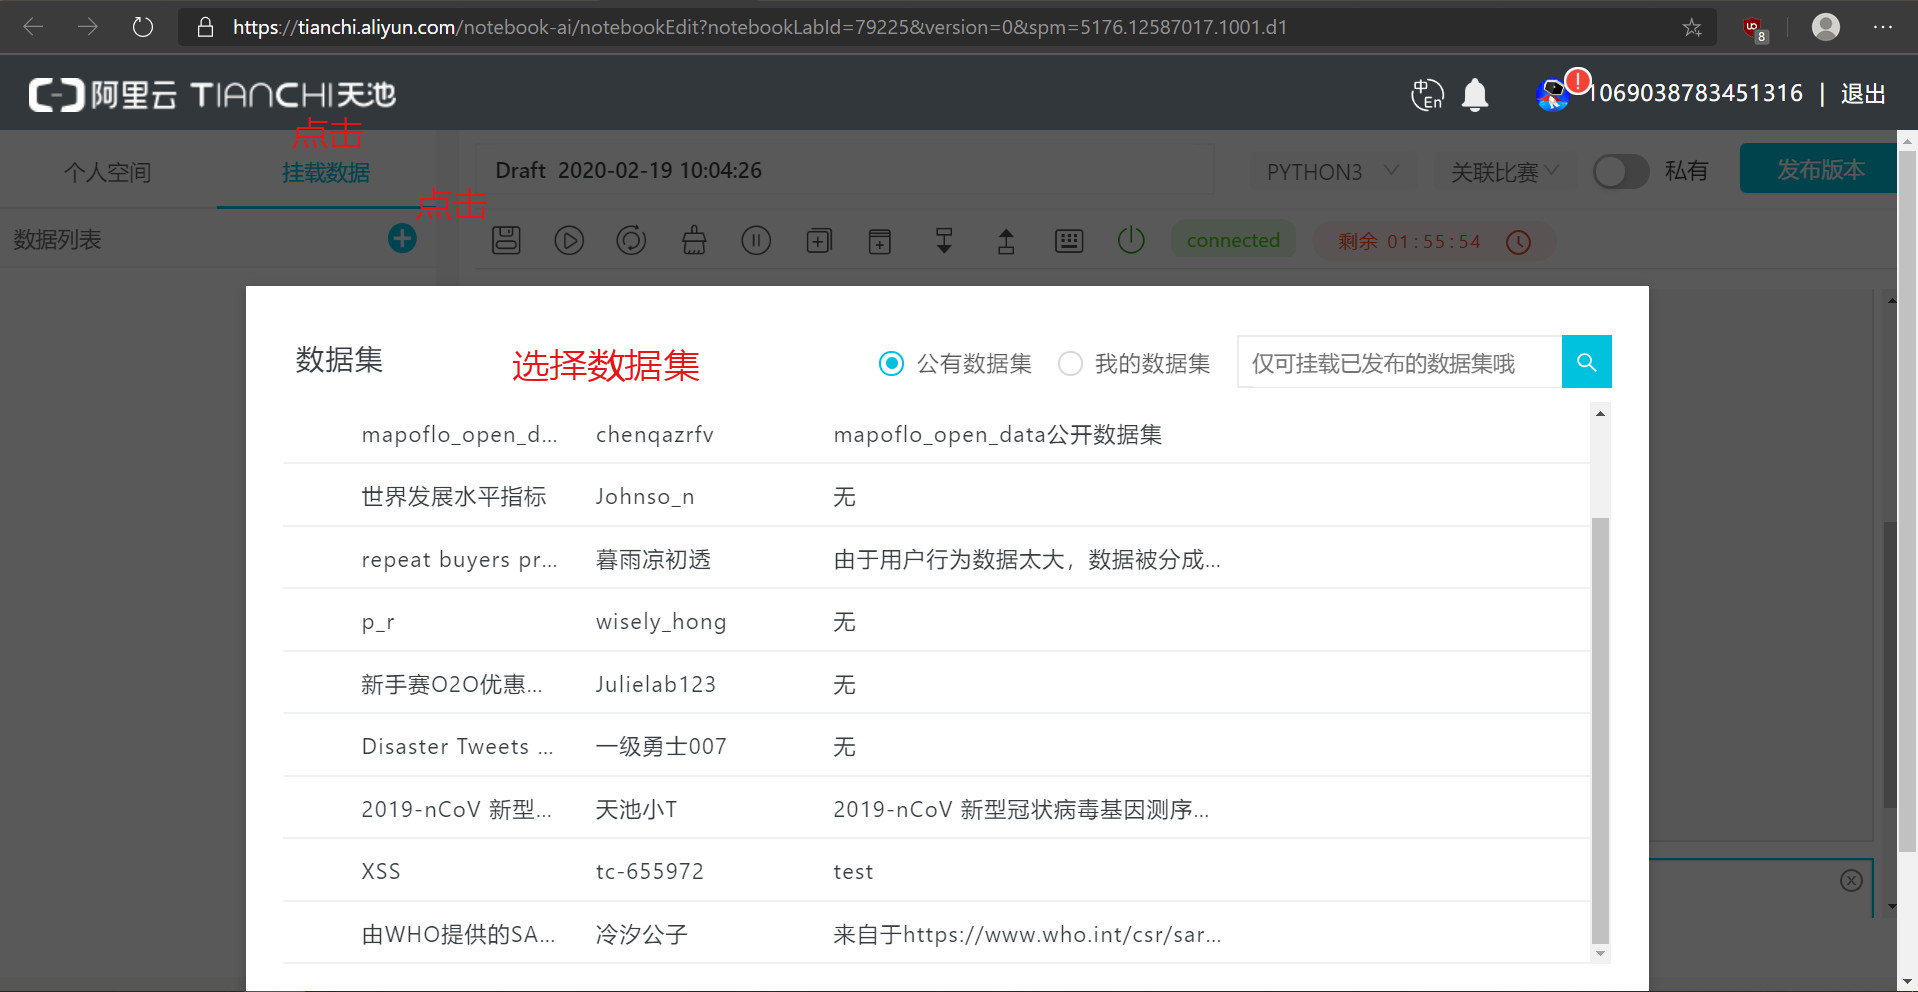 https://tianchi.aliyun.com/notebook-ai/notebookEdit?notebookLabId=79225&version=0&spm=5176.12587017.1001.d1
8
阿里云 TIANCHI天池
中 En
1069038783451316 | 退出
点击
个人空间 挂载数据
Draft 2020-02-19 10:04:26
PYTHON3 关联比赛 私有 发布版本
点击
数据列表
connected 剩余 01:55:54
数据集 选择数据集 公有数据集 我的数据集 仅可挂载已发布的数据集哦
mapoflo_open_d... chenqazrfv mapoflo_open_data公开数据集
世界发展水平指标 Johnso_n 无
repeat buyers pr... 暮雨凉初透 由于用户行为数据太大，数据被分成...
p_r wisely_hong 无
新手赛O2O优惠... Julielab123 无
Disaster Tweets ... 一级勇士007 无
2019-nCoV 新型... 天池小T 2019-nCoV 新型冠状病毒基因测序...
XSS tc-655972 test
由WHO提供的SA... 冷汐公子 来自于https://www.who.int/csr/sar...